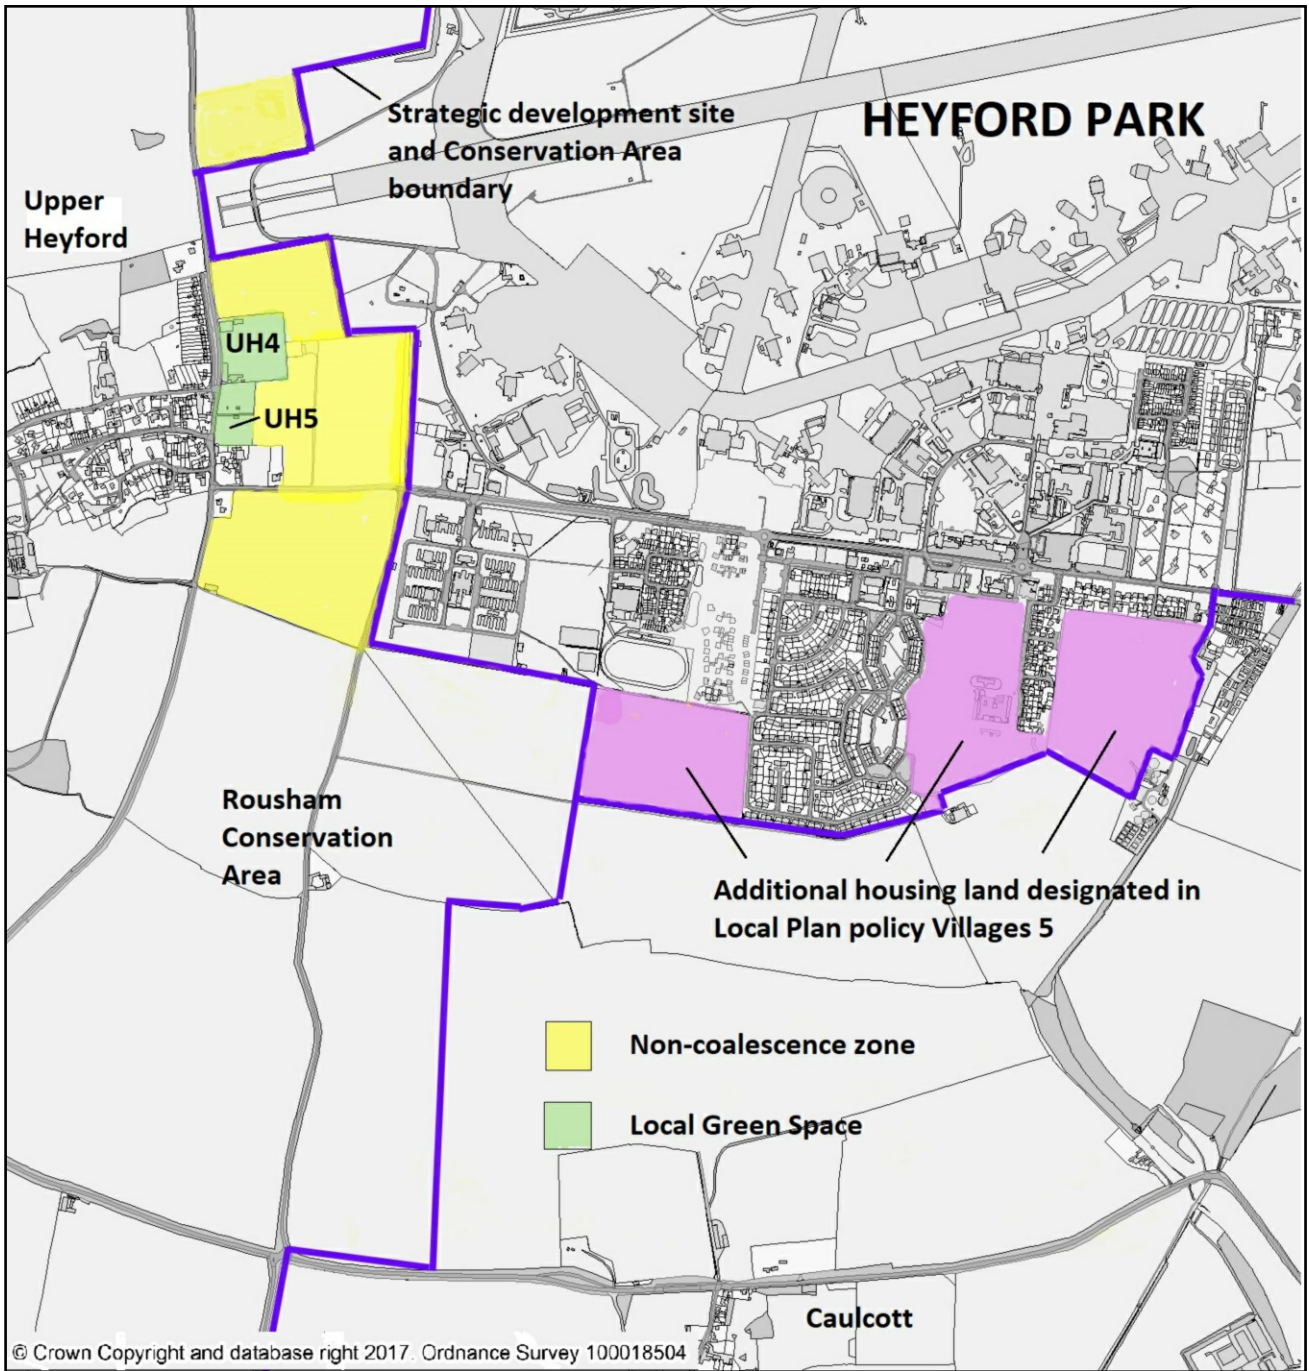 HEYFORD PARK
Strategic development site
and Conservation Area
boundary
Upper
Heyford
UH4
UH5
Rousham
Conservation
Area
Additional housing land designated in
Local Plan policy Villages 5
Non-coalescence zone
Local Green Space
Caulcott
© Crown Copyright and database right 2017. Ordnance Survey 100018504